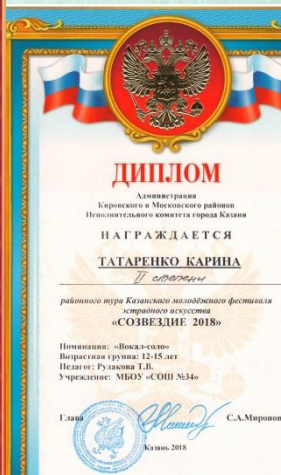 ДИПЛОМ
Администрация
Кировского и Московского районов
Исполнительного комитета города Казани
НАГРАЖДАЕТСЯ
ТАТАРЕНКО КАРИНА
II степени
районного тура Казанского молодёжного фестиваля
эстрадного искусства
«СОЗВЕЗДИЕ 2018»
Номинация: «Вокал-соло»
Возрастная группа: 12-15 лет
Педагог: Гудакова Т.В.
Учреждение: МБОУ «СОШ №34»
Глава С.А.Миронов
Казань 2018